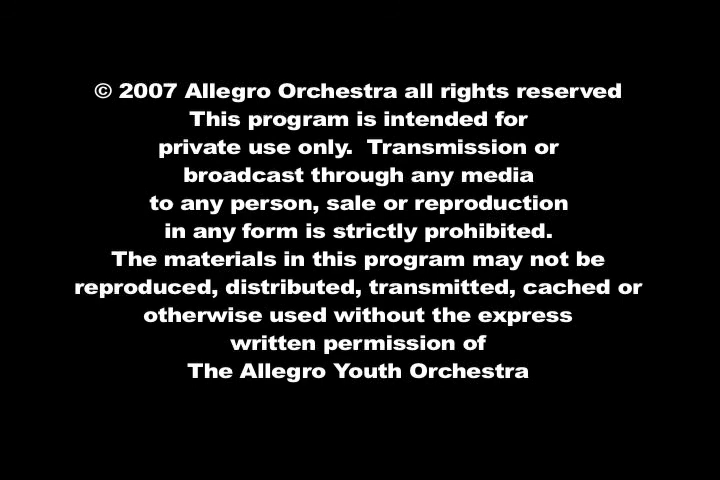 © 2007 Allegro Orchestra all rights reserved
This program is intended for
private use only.  Transmission or
broadcast through any media
to any person, sale or reproduction
in any form is strictly prohibited.
The materials in this program may not be
reproduced, distributed, transmitted, cached or
otherwise used without the express
written permission of
The Allegro Youth Orchestra